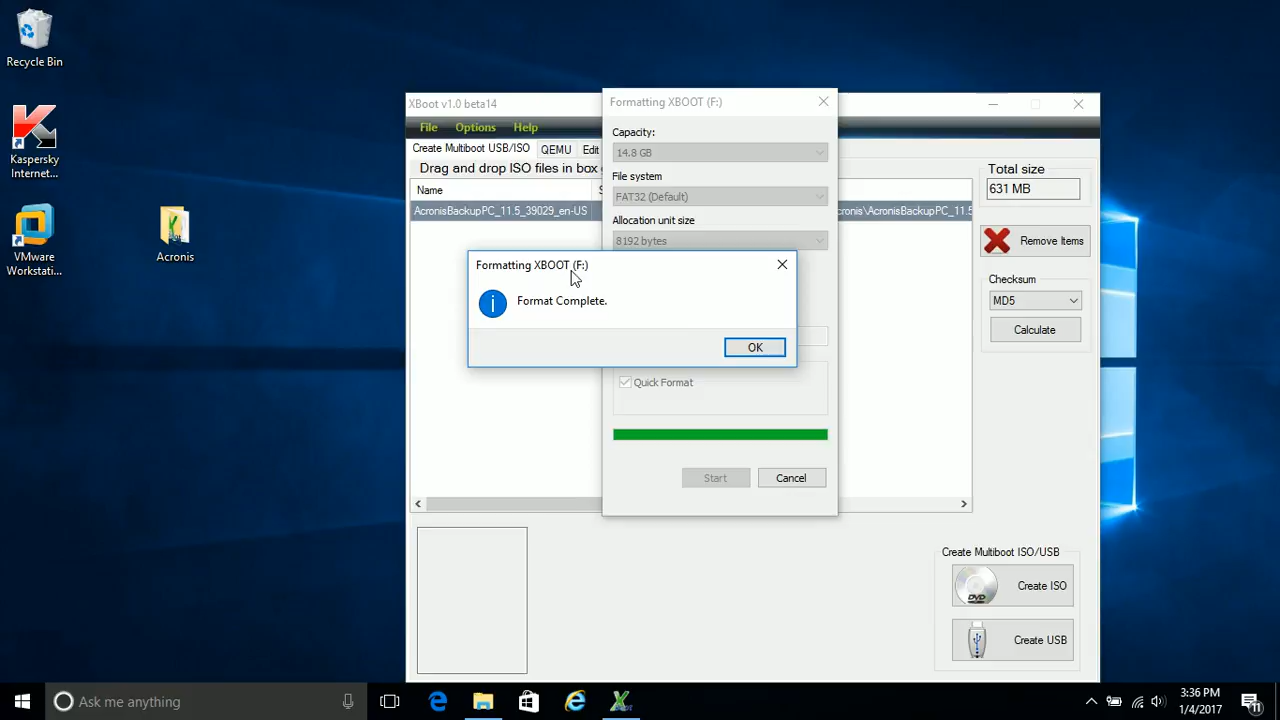 Recycle Bin
Kaspersky
Internet...
VMware
Workstati...
Acronis
XBoot v1.0 beta14
File Options Help
Create Multiboot USB/ISO QEMU Edit
Drag and drop ISO files in box
Name
AcronisBackupPC_11.5_39029_en-US
cronis\AcronisBackupPC_11.5
Total size
631 MB
Remove Items
Checksum
MD5
Calculate
Create Multiboot ISO/USB
DVD
Create ISO
Create USB
Formatting XBOOT (F:)
Capacity:
14.8 GB
File system
FAT32 (Default)
Allocation unit size
8192 bytes
Formatting XBOOT (F:)
Format Complete.
OK
Quick Format
Start Cancel
Ask me anything
3:36 PM
1/4/2017
11